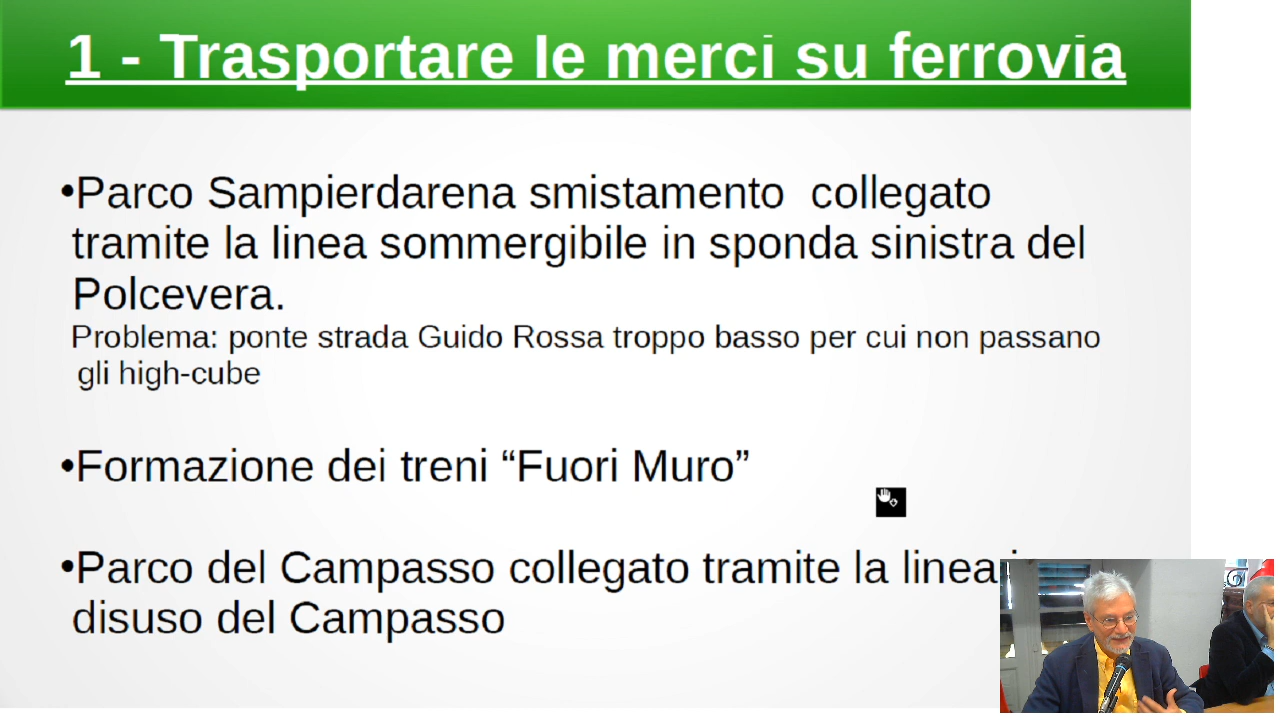 1 - Trasportare le merci su ferrovia
•Parco Sampierdarena smistamento collegato
tramite la linea sommergibile in sponda sinistra del
Polcevera.
Problema: ponte strada Guido Rossa troppo basso per cui non passano
gli high-cube
•Formazione dei treni “Fuori Muro”
•Parco del Campasso collegato tramite la linea
disuso del Campasso